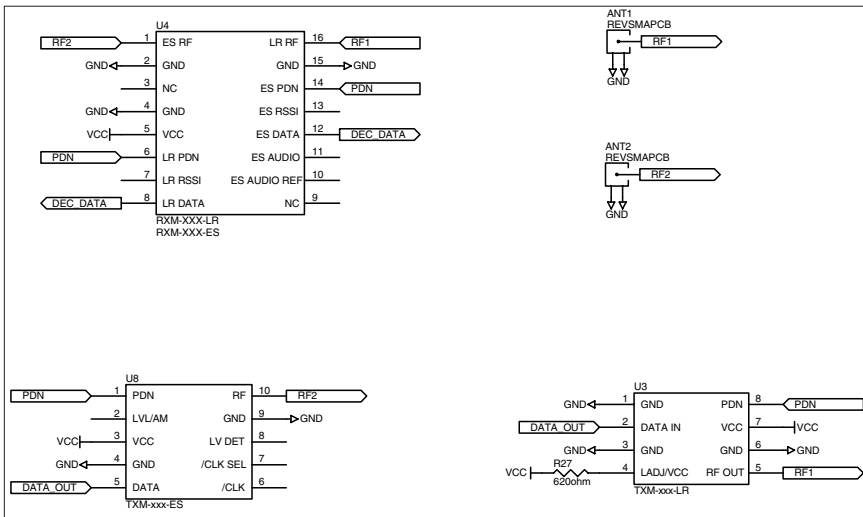 U4
RF2 1 ES RF LR RF 16 RF1
GND 2 GND GND 15 GND
3 NC ES PDN 14 PDN
GND 4 GND ES RSSI 13
VCC 5 VCC ES DATA 12 DEC_DATA
PDN 6 LR PDN ES AUDIO 11
7 LR RSSI ES AUDIO REF 10
DEC_DATA 8 LR DATA NC 9
RXM-XXX-LR
RXM-XXX-ES
ANT1
REVSMAPCB
RF1
GND
ANT2
REVSMAPCB
RF2
GND
U8
PDN 1 PDN RF 10 RF2
2 LVL/AM GND 9 GND
VCC 3 VCC LV DET 8
GND 4 GND /CLK SEL 7
DATA_OUT 5 DATA /CLK 6
TXM-xxx-ES
U3
GND 1 GND PDN 8 PDN
DATA_OUT 2 DATA IN VCC 7 VCC
GND 3 GND GND 6 GND
VCC R27 620ohm 4 LADJ/VCC RF OUT 5 RF1
TXM-xxx-LR